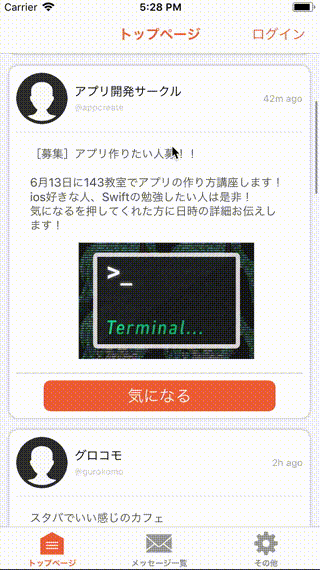 Carrier 5:28 PM
トップページ ログイン
アプリ開発サークル
@appcrease
42m ago
［募集］アプリ作りたい人募！！
6月13日に143教室でアプリの作り方講座します！
ios好きな人、Swiftの勉強したい人は是非！
気になるを押してくれた方に日時の詳細お伝えし
ます！
>_
Terminal...
気になる
グロコモ
@gurokomo
2h ago
スタバでいい感じのカフェ
トップページ メッセージ一覧 その他